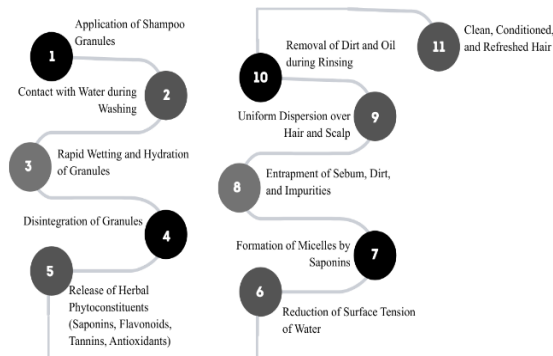 1
Application of Shampoo
Granules
2
Contact with Water during
Washing
3
Rapid Wetting and Hydration
of Granules
4
Disintegration of Granules
5
Release of Herbal
Phytoconstituents
(Saponins, Flavonoids,
Tannins, Antioxidants)
6
Reduction of Surface Tension
of Water
7
Formation of Micelles by
Saponins
8
Entrapment of Sebum, Dirt,
and Impurities
9
Uniform Dispersion over
Hair and Scalp
10
Removal of Dirt and Oil
during Rinsing
11
Clean, Conditioned,
and Refreshed Hair